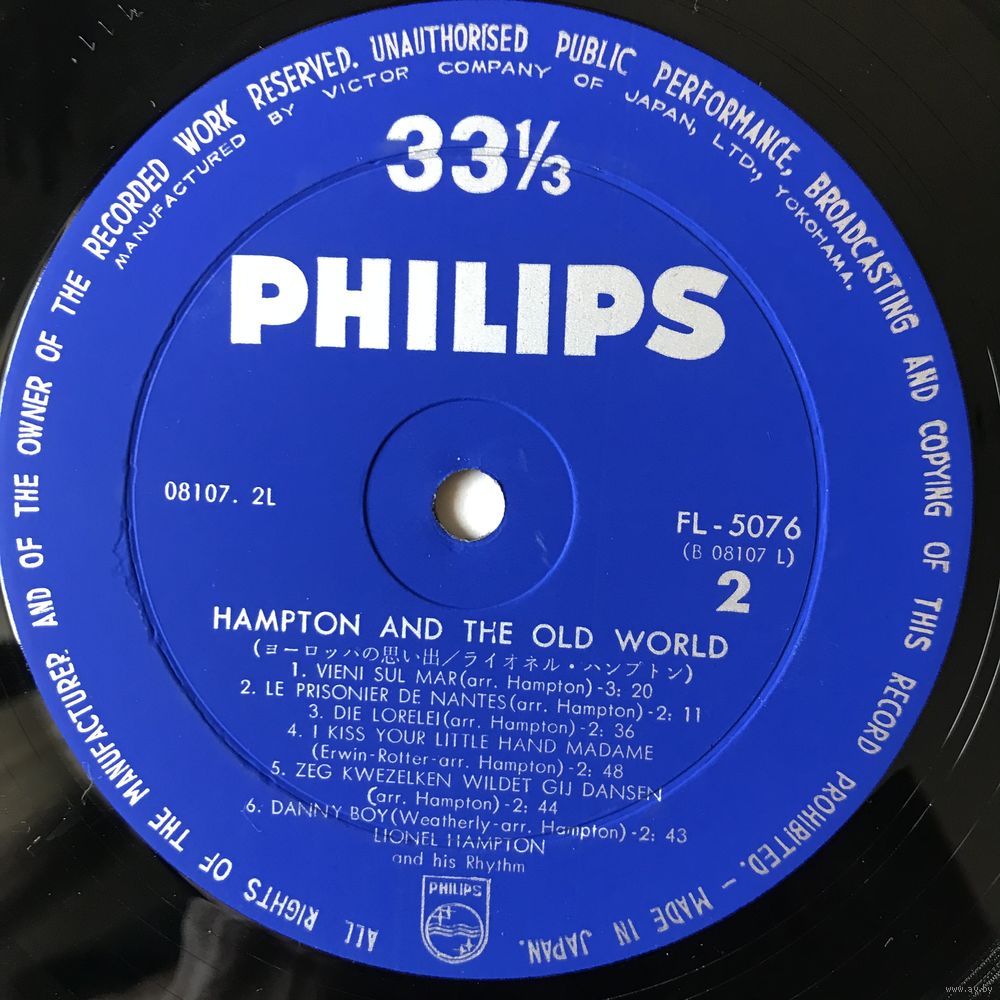 ALL RIGHTS OF THE MANUFACTURER AND OF THE OWNER OF THE RECORDED WORK RESERVED. UNAUTHORISED PUBLIC PERFORMANCE, BROADCASTING AND COPYING OF THIS RECORD PROHIBITED. – MADE IN JAPAN.
MANUFACTURED BY VICTOR COMPANY OF JAPAN, LTD., YOKOHAMA.
33⅓
PHILIPS
08107. 2L
FL-5076
(B 08107 L)
2
HAMPTON AND THE OLD WORLD
(ヨーロッパの思い出／ライオネル・ハンプトン)
1. VIENI SUL MAR(arr. Hampton)-3: 20
2. LE PRISONIER DE NANTES(arr. Hampton)-2: 11
3. DIE LORELEI(arr. Hampton)-2: 36
4. I KISS YOUR LITTLE HAND MADAME
(Erwin-Rotter-arr. Hampton)-2: 48
5. ZEG KWEZELKEN WILDET GIJ DANSEN
(arr. Hampton)-2: 44
6. DANNY BOY(Weatherly-arr. Hampton)-2: 43
LIONEL HAMPTON
and his Rhythm
PHILIPS
www.ay.by